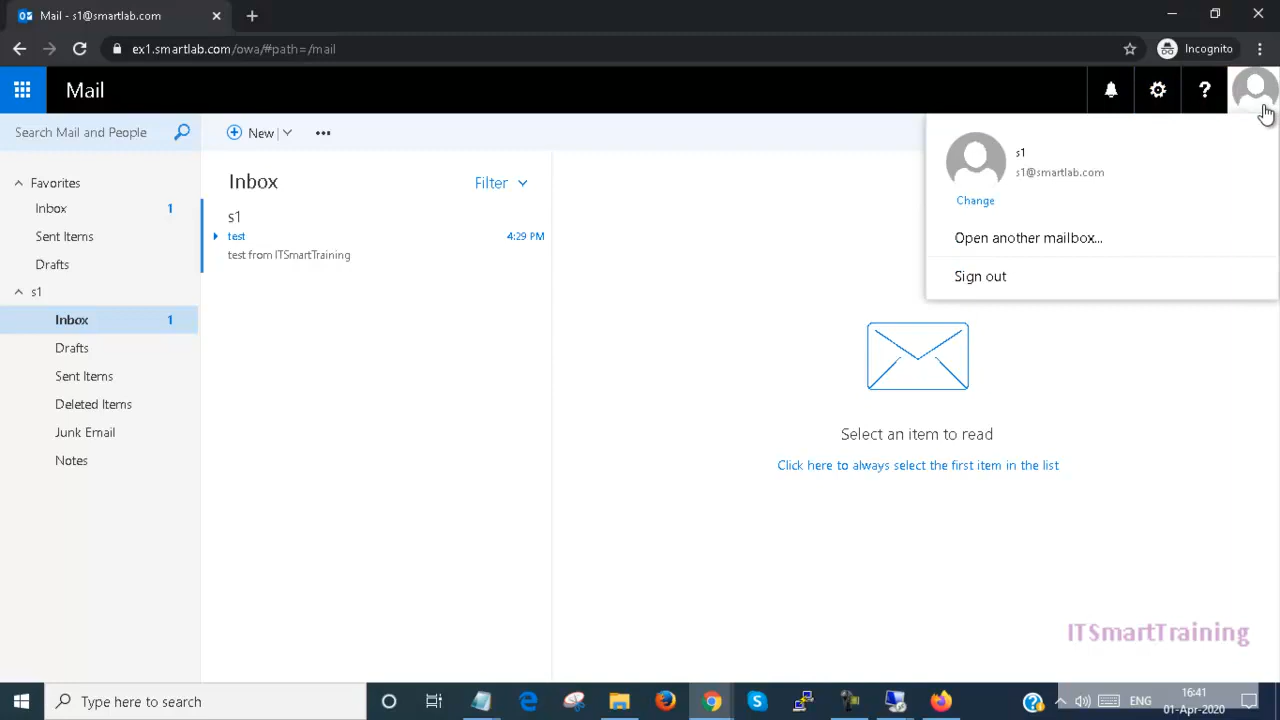 Mail - s1@smartlab.com
ex1.smartlab.com/owa/#path=/mail
Incognito
Mail
Search Mail and People
New
Favorites
Inbox 1
Sent Items
Drafts
s1
Inbox 1
Drafts
Sent Items
Deleted Items
Junk Email
Notes
Inbox
Filter
s1
test 4:29 PM
test from ITSmartTraining
s1
s1@smartlab.com
Change
Open another mailbox...
Sign out
Select an item to read
Click here to always select the first item in the list
ITSmartTraining
Type here to search
ENG
16:41
01-Apr-2020